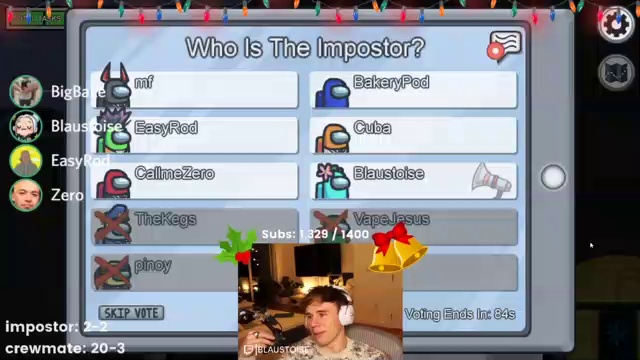 Who Is The Impostor?
mf
BakeryPod
BigBake
EasyRod
Cuba
Blaustoise
EasyRod
CallmeZero
Blaustoise
Zero
TheKegs
VapeJesus
Subs: 1,329 / 1400
pinoy
SKIP VOTE
Voting Ends In: 84s
impostor: 2-2
crewmate: 20-3
BLAUSTOISE